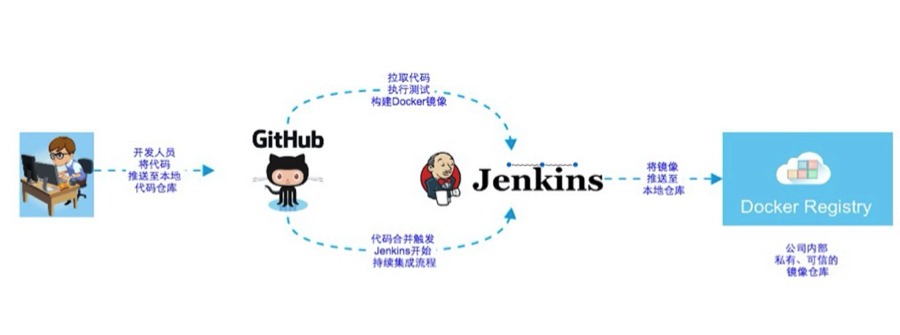 拉取代码
执行测试
构建Docker镜像
GitHub
开发人员
将代码
推送至本地
代码仓库
Jenkins
将镜像
推送至
本地仓库
Docker Registry
代码合并触发
Jenkins开始
持续集成流程
公司内部
私有、可信的
镜像仓库